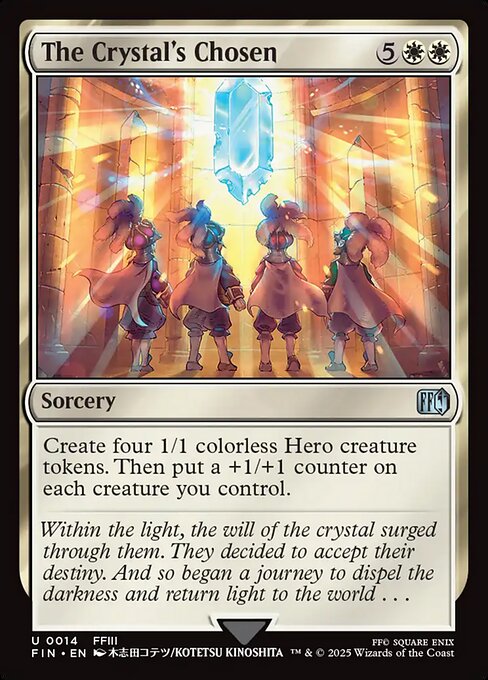 The Crystal's Chosen 5
Sorcery FF
Create four 1/1 colorless Hero creature
tokens. Then put a +1/+1 counter on
each creature you control.
Within the light, the will of the crystal surged
through them. They decided to accept their
destiny. And so began a journey to dispel the
darkness and return light to the world . . .
U 0014 FFIII
FIN • EN 木志田コテツ/KOTETSU KINOSHITA
FF© SQUARE ENIX
™ & © 2025 Wizards of the Coast